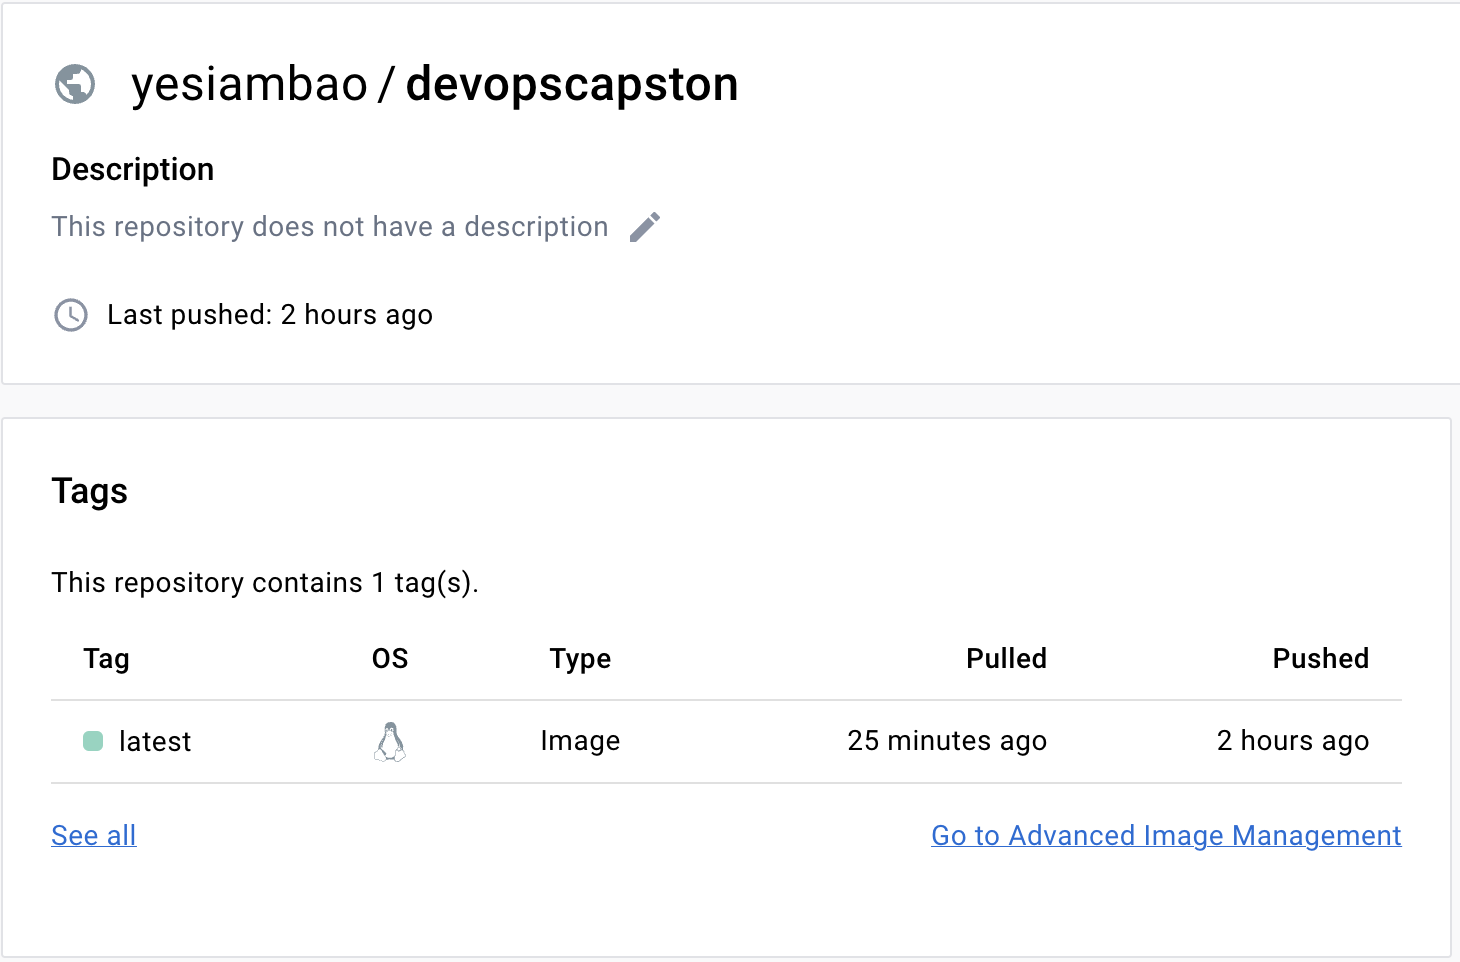 yesiambao / devopscapston
Description
This repository does not have a description
Last pushed: 2 hours ago
Tags
This repository contains 1 tag(s).
Tag OS Type Pulled Pushed
latest Image 25 minutes ago 2 hours ago
See all Go to Advanced Image Management